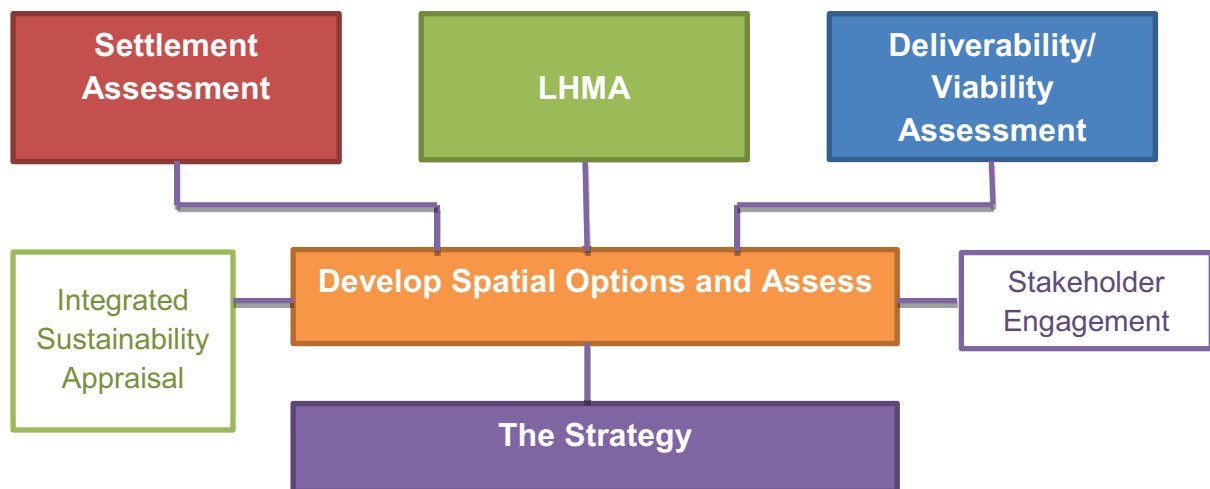 Settlement
Assessment
LHMA
Deliverability/
Viability
Assessment
Integrated
Sustainability
Appraisal
Develop Spatial Options and Assess
Stakeholder
Engagement
The Strategy